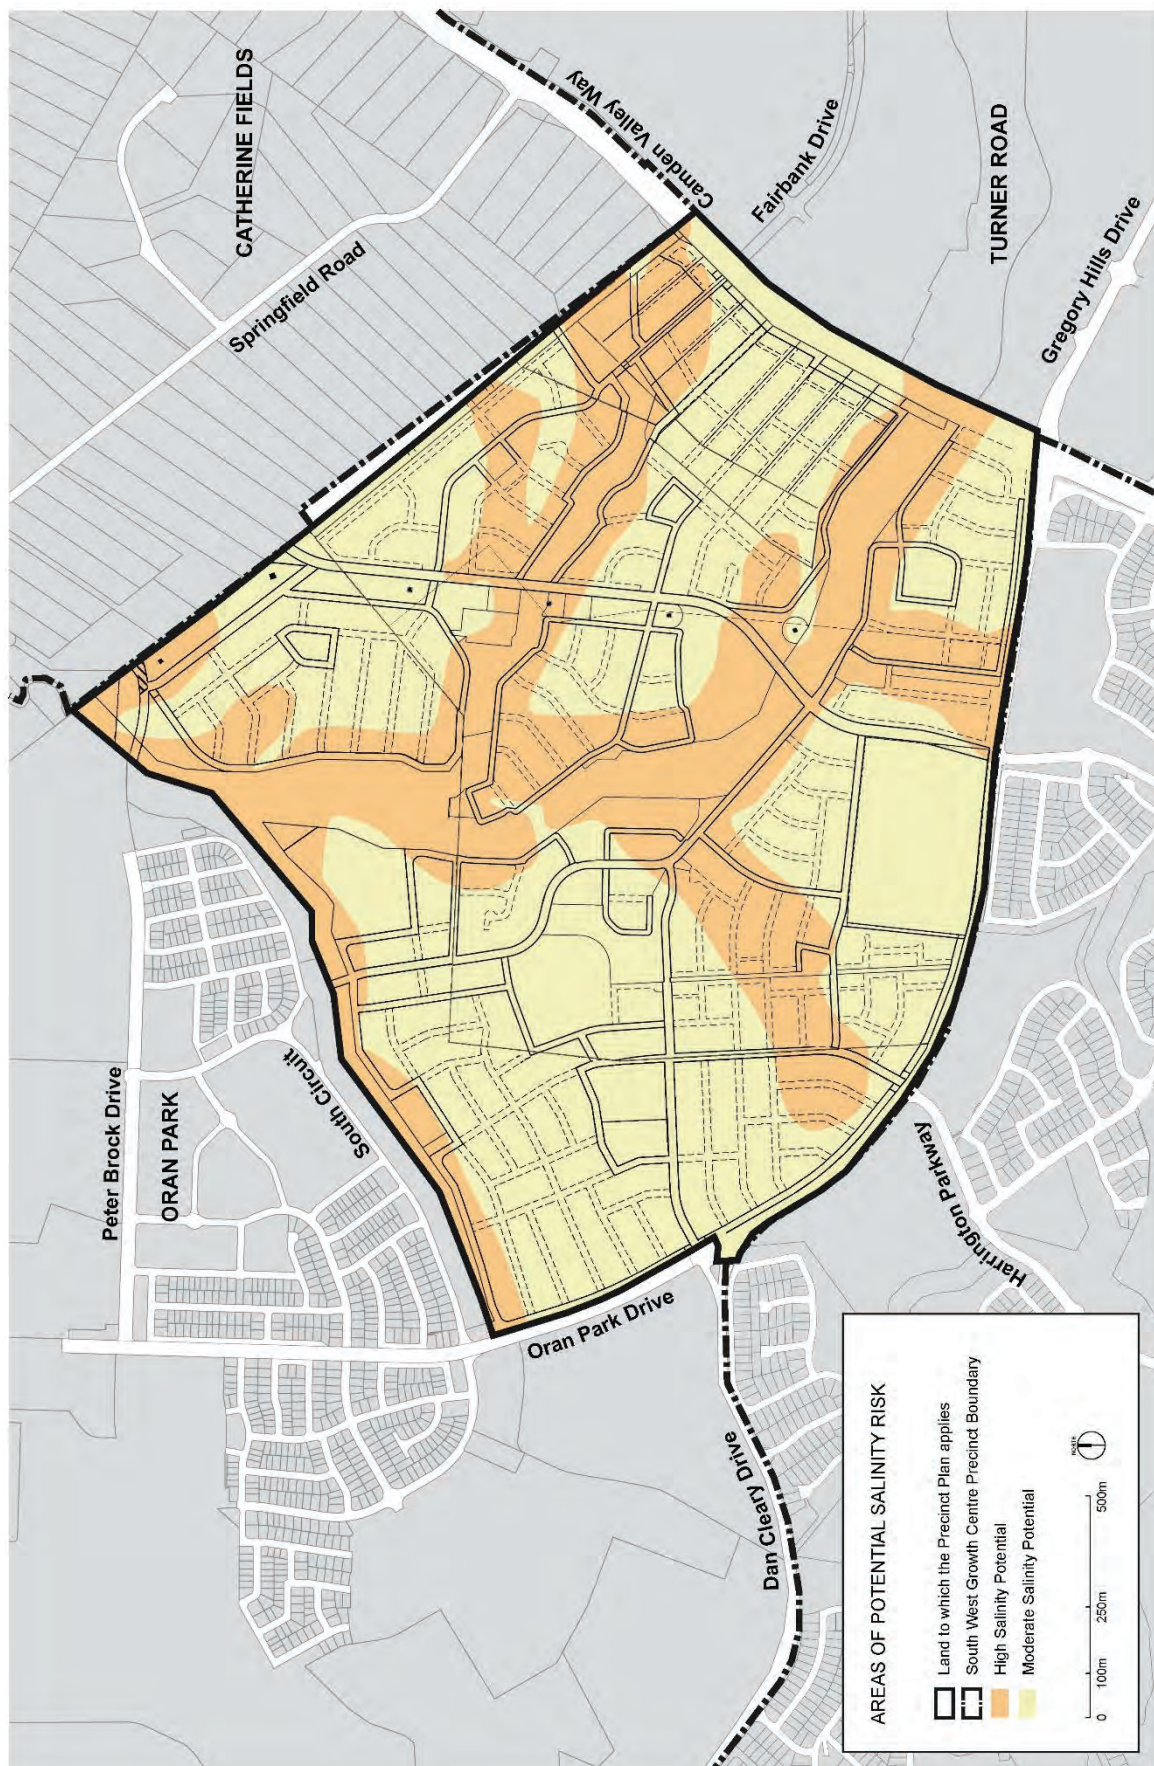 CATHERINE FIELDS
Springfield Road
Camden Valley Way
Fairbank Drive
TURNER ROAD
Gregory Hills Drive
Peter Brock Drive
ORAN PARK
South Circuit
Oran Park Drive
Dan Cleary Drive
Harrington Parkway
AREAS OF POTENTIAL SALINITY RISK
Land to which the Precinct Plan applies
South West Growth Centre Precinct Boundary
High Salinity Potential
Moderate Salinity Potential
0 100m 250m 500m
NORTH